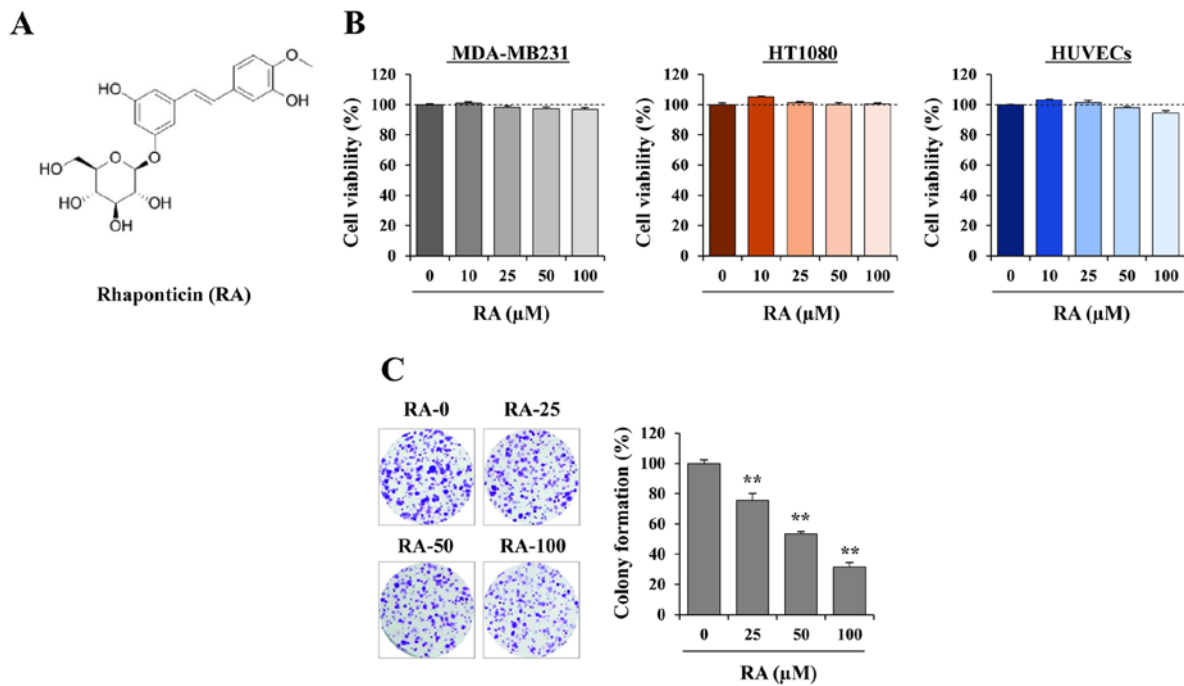 A
HO
O
OH
O
HO
O
HO
OH
OH
Rhaponticin (RA)
B
MDA-MB231
Cell viability (%)
120
100
80
60
40
20
0
0 10 25 50 100
RA (µM)
HT1080
Cell viability (%)
120
100
80
60
40
20
0
0 10 25 50 100
RA (µM)
HUVECs
Cell viability (%)
120
100
80
60
40
20
0
0 10 25 50 100
RA (µM)
C
RA-0 RA-25
RA-50 RA-100
Colony formation (%)
120
100
80
60
40
20
0
**
**
**
0 25 50 100
RA (µM)